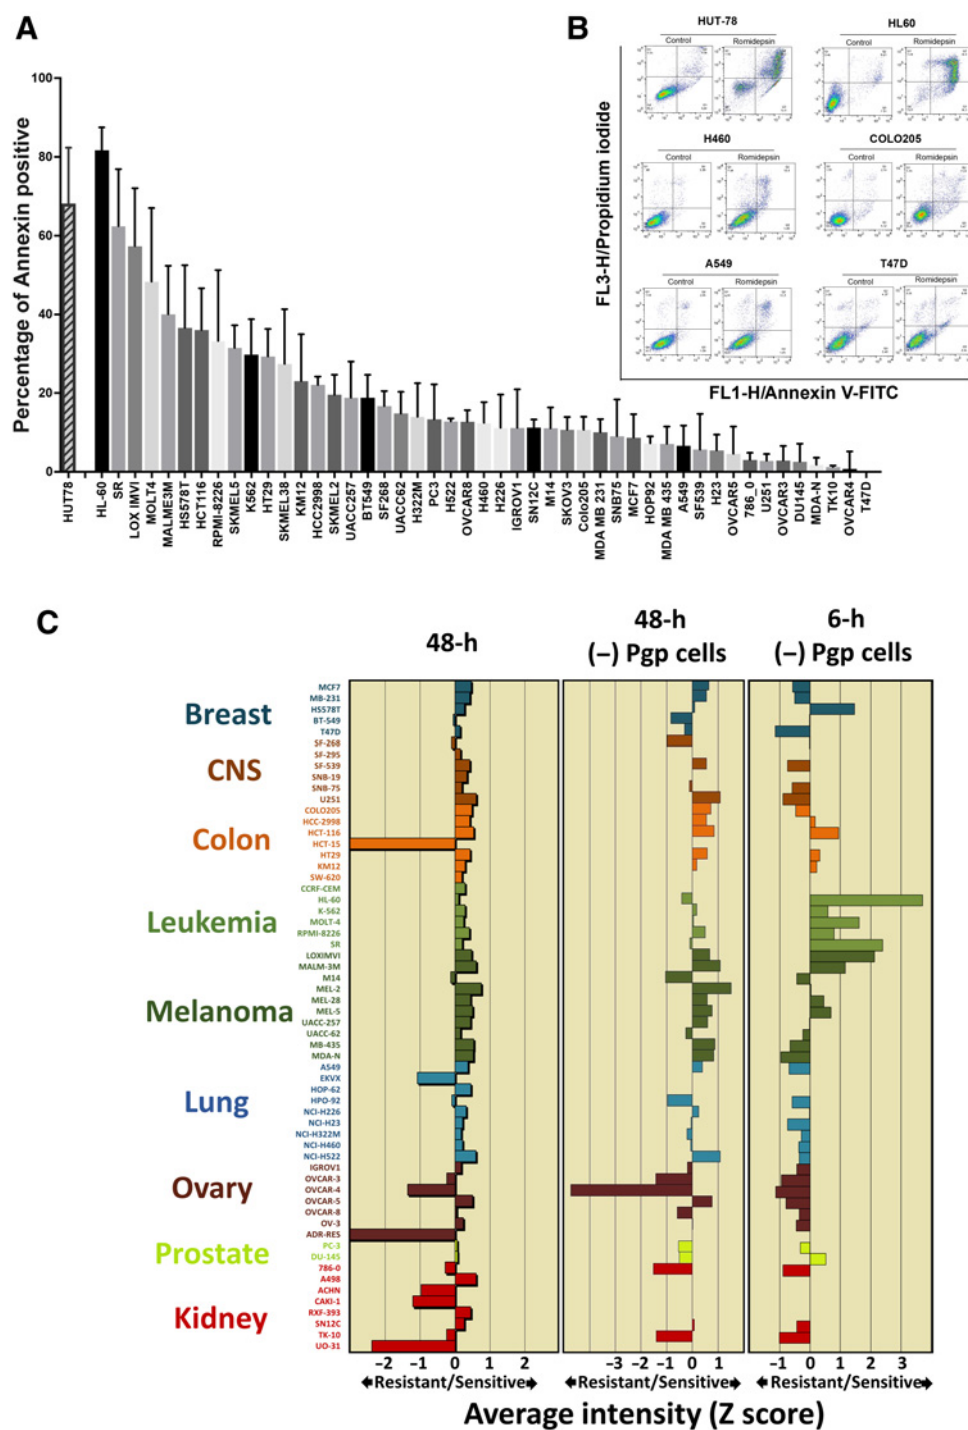 A
Percentage of Annexin positive
100
80
60
40
20
0
HUT78
HL-60
SR
LOX IMVI
MOLT4
MALME3M
HS578T
HCT116
RPMI-8226
SKMEL5
K562
HT29
SKMEL38
KM12
HCC2998
SKMEL2
UACC257
BT549
SF268
UACC62
H322M
PC3
H522
OVCAR8
H460
H226
IGROV1
SN12C
M14
SKOV3
Colo205
MDA MB 231
SNB75
MCF7
HOP92
MDA MB 435
A549
SF539
H23
OVCAR5
786_0
U251
OVCAR3
DU145
MDA-N
TK10
OVCAR4
T47D
B
FL3-H/Propidium iodide
HUT-78
HL60
Control
Romidepsin
Control
Romidepsin
H460
COLO205
Control
Romidepsin
Control
Romidepsin
A549
T47D
Control
Romidepsin
Control
Romidepsin
FL1-H/Annexin V-FITC
C
48-h
48-h
(−) Pgp cells
6-h
(−) Pgp cells
Breast
CNS
Colon
Leukemia
Melanoma
Lung
Ovary
Prostate
Kidney
MCF7
MB-231
HS578T
BT-549
T47D
SF-268
SF-295
SF-539
SNB-19
SNB-75
U251
COLO205
HCC-2998
HCT-116
HCT-15
HT29
KM12
SW-620
CCRF-CEM
HL-60
K-562
MOLT-4
RPMI-8226
SR
LOXIMVI
MALM-3M
M14
MEL-2
MEL-28
MEL-5
UACC-257
UACC-62
MB-435
MDA-N
A549
EKVX
HOP-62
HPO-92
NCI-H226
NCI-H23
NCI-H322M
NCI-H460
NCI-H522
IGROV1
OVCAR-3
OVCAR-4
OVCAR-5
OVCAR-8
OV-3
ADR-RES
PC-3
DU-145
786-0
A498
ACHN
CAKI-1
RXF-393
SN12C
TK-10
UO-31
−2 −1 0 1 2
−3 −2 −1 0 1
−1 0 1 2 3
Resistant/Sensitive
Resistant/Sensitive
Resistant/Sensitive
Average intensity (Z score)